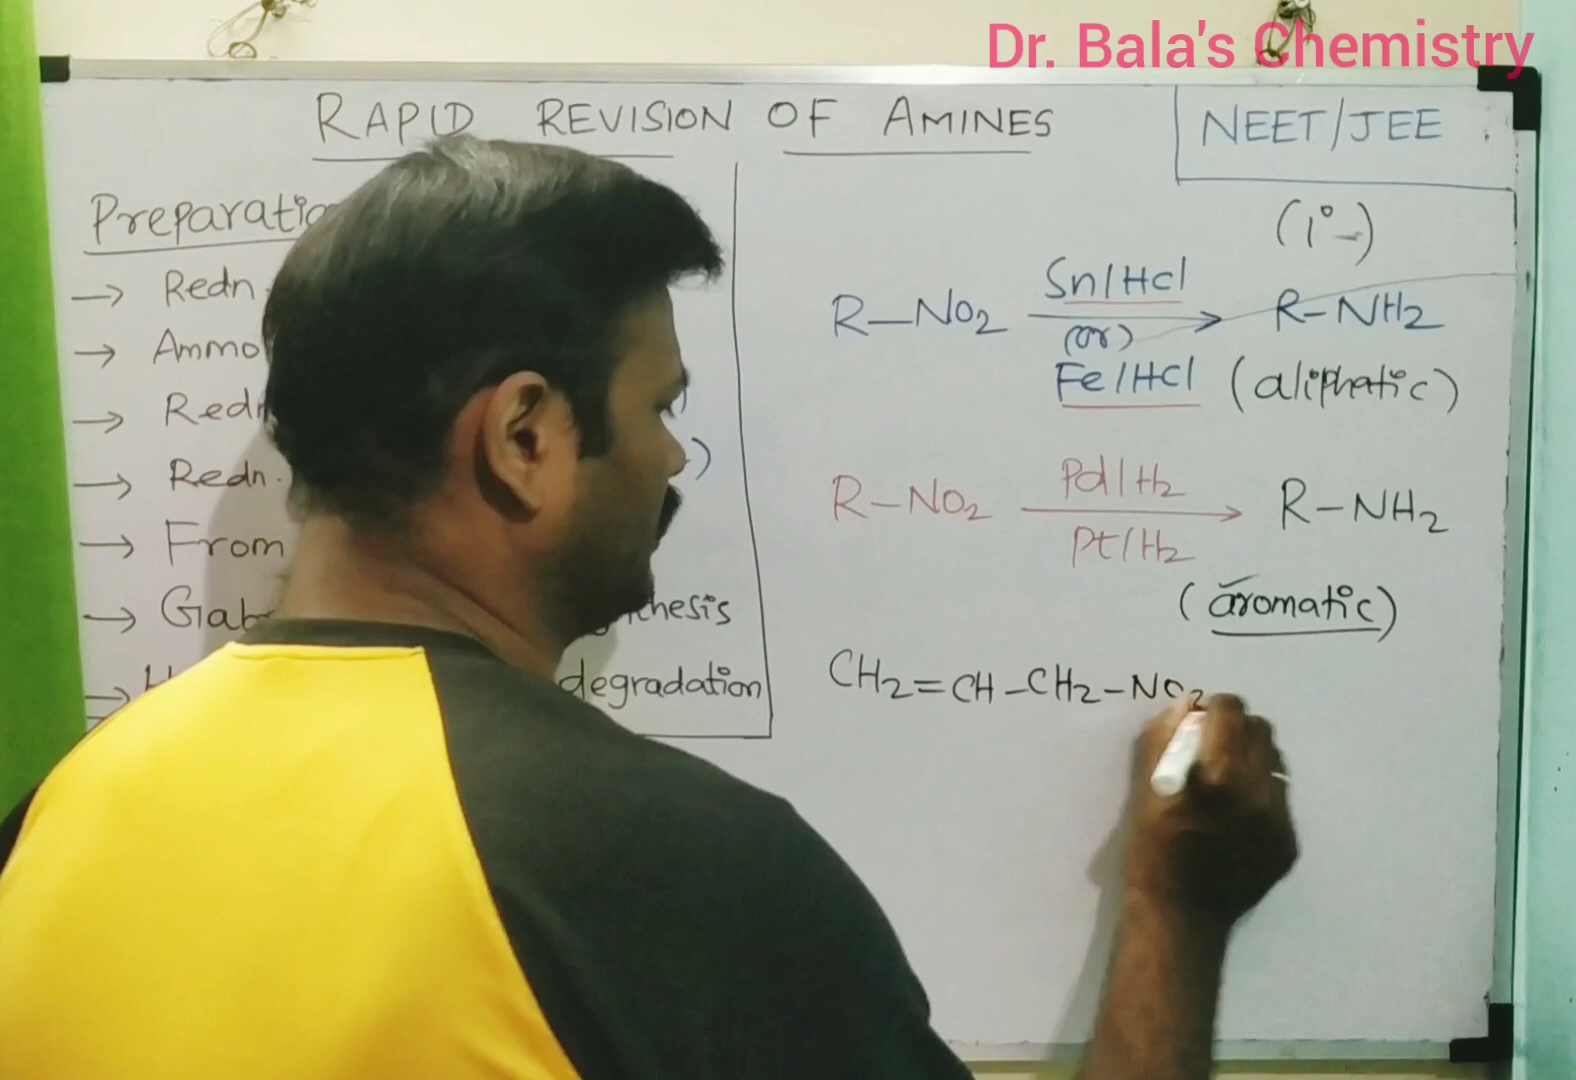 Dr. Bala's Chemistry
RAPID REVISION OF AMINES
NEET/JEE
Preparatio
→ Redn.
→ Ammo
→ Red
→ Redn.
→ From
→ Gab
hesis
→
degradation
(1°-)
R-NO2 Sn/HCl → R-NH2
(or)
Fe/HCl (aliphatic)
R-NO2 Pd/H2 → R-NH2
Pt/H2
(aromatic)
CH2=CH-CH2-NO2